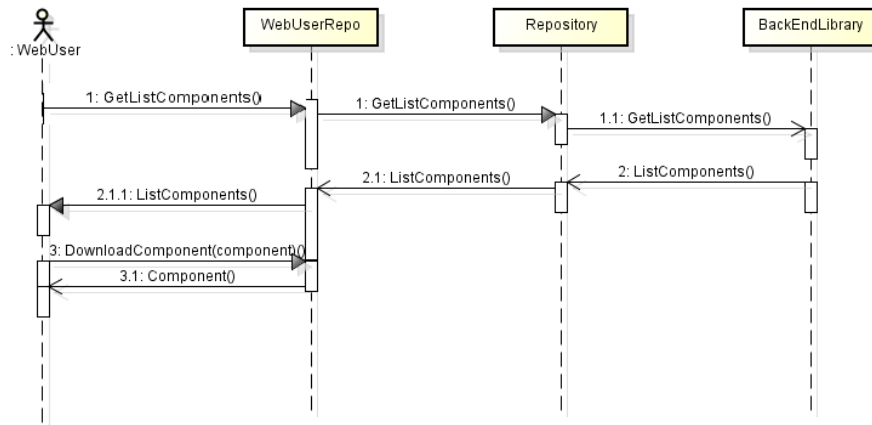 WebUserRepo
Repository
BackEndLibrary
: WebUser
1: GetListComponents()
1: GetListComponents()
1.1: GetListComponents()
2.1: ListComponents()
2: ListComponents()
2.1.1: ListComponents()
3: DownloadComponent(component)()
3.1: Component()